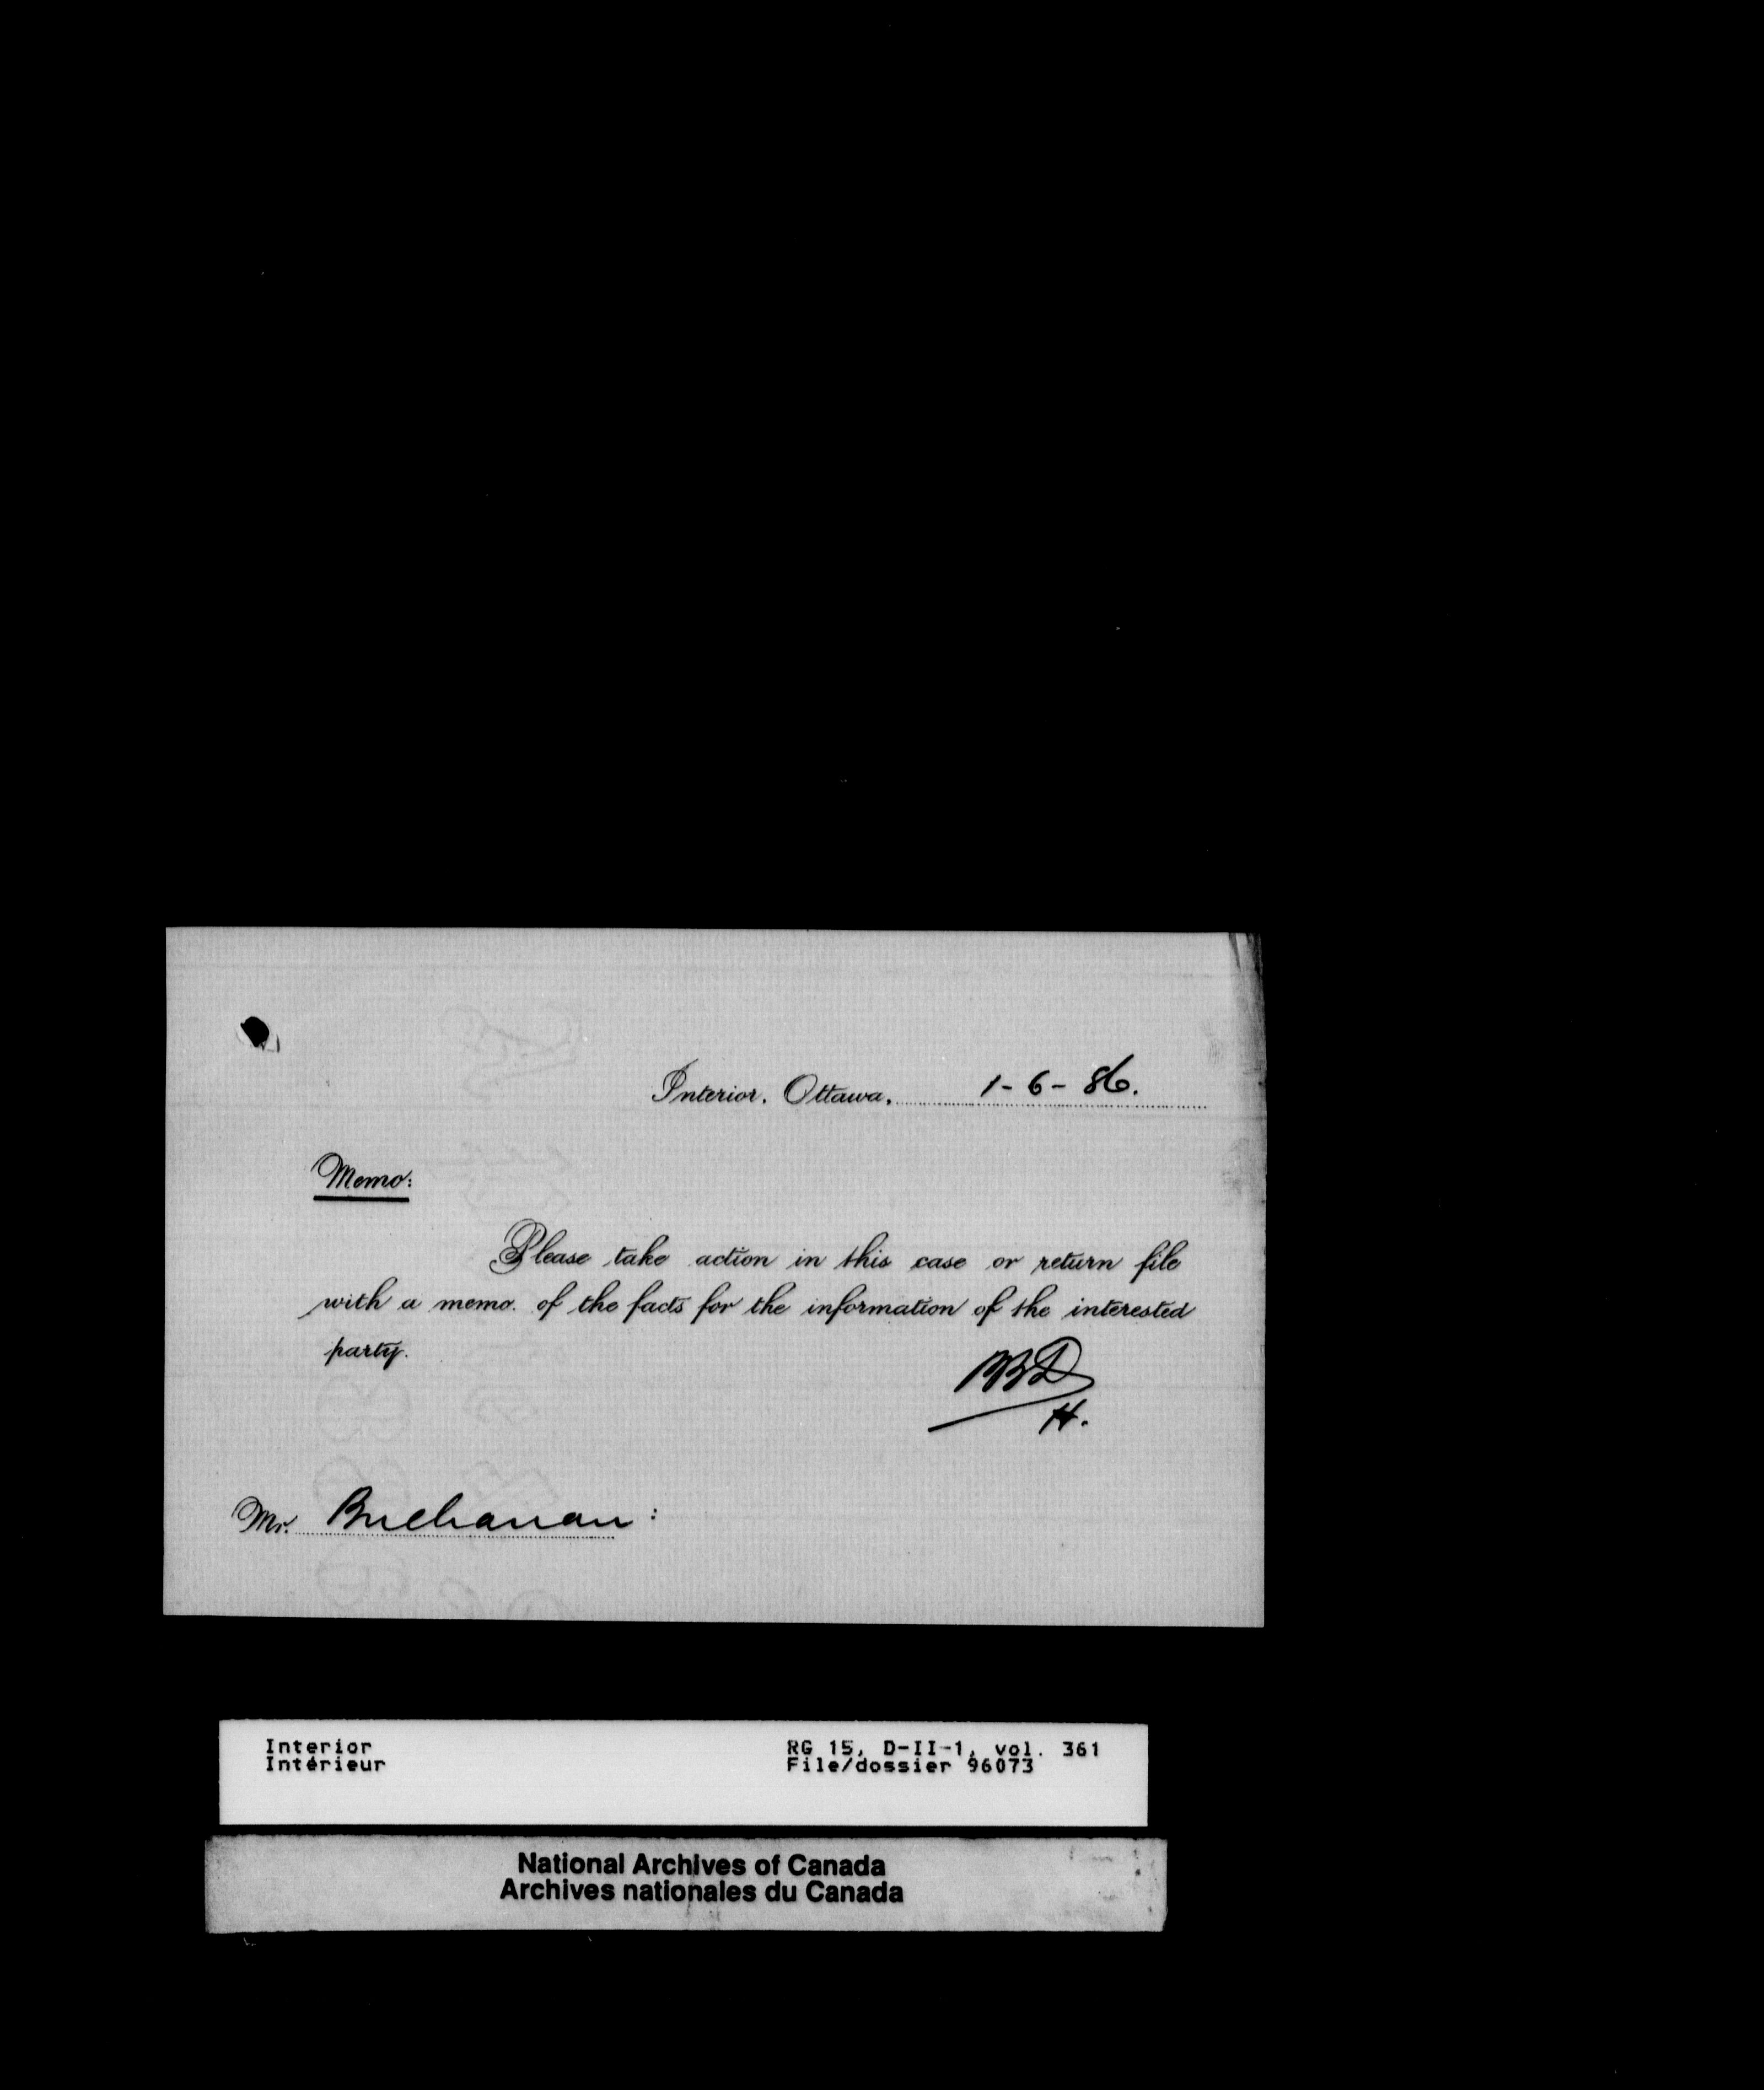 Interior, Ottawa, 1-6-86.
Memo:
Please take action in this case or return file
with a memo. of the facts for the information of the interested
party.
H.
Mr. Buchanan:
Interior
Intérieur
RG 15, D-II-1, vol. 361
File/dossier 96073
National Archives of Canada
Archives nationales du Canada